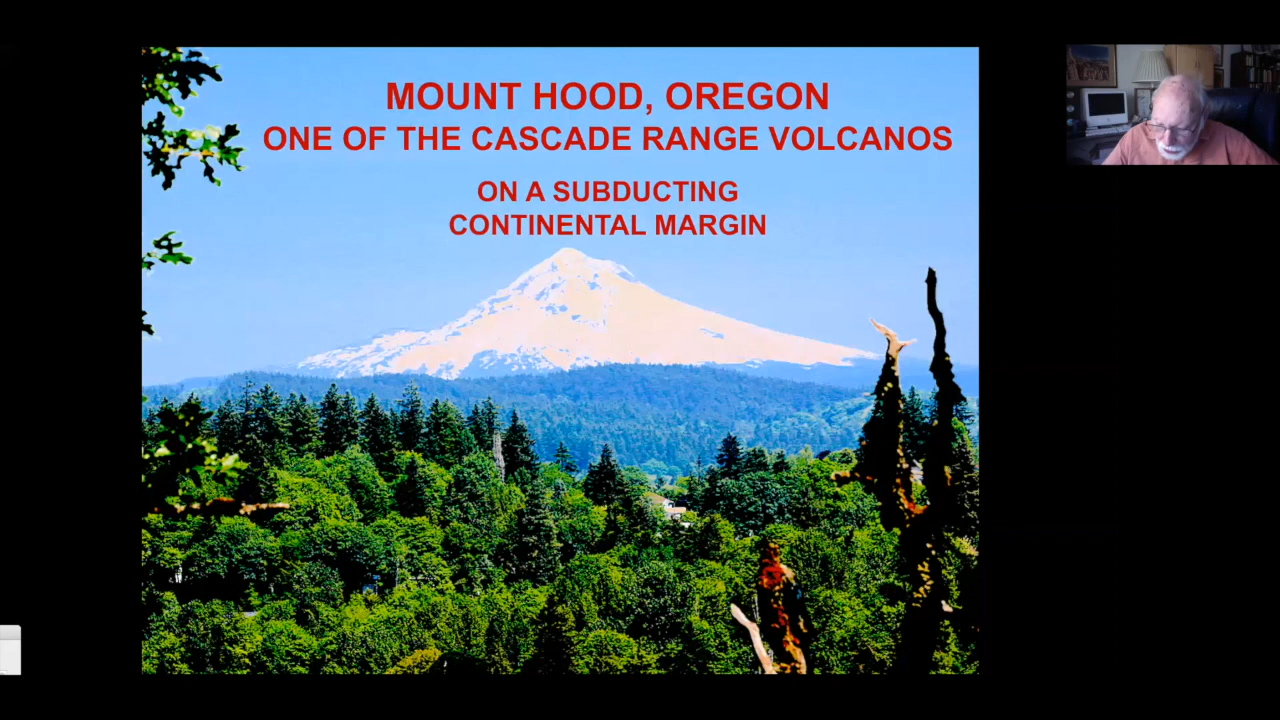 MOUNT HOOD, OREGON
ONE OF THE CASCADE RANGE VOLCANOS
ON A SUBDUCTING
CONTINENTAL MARGIN